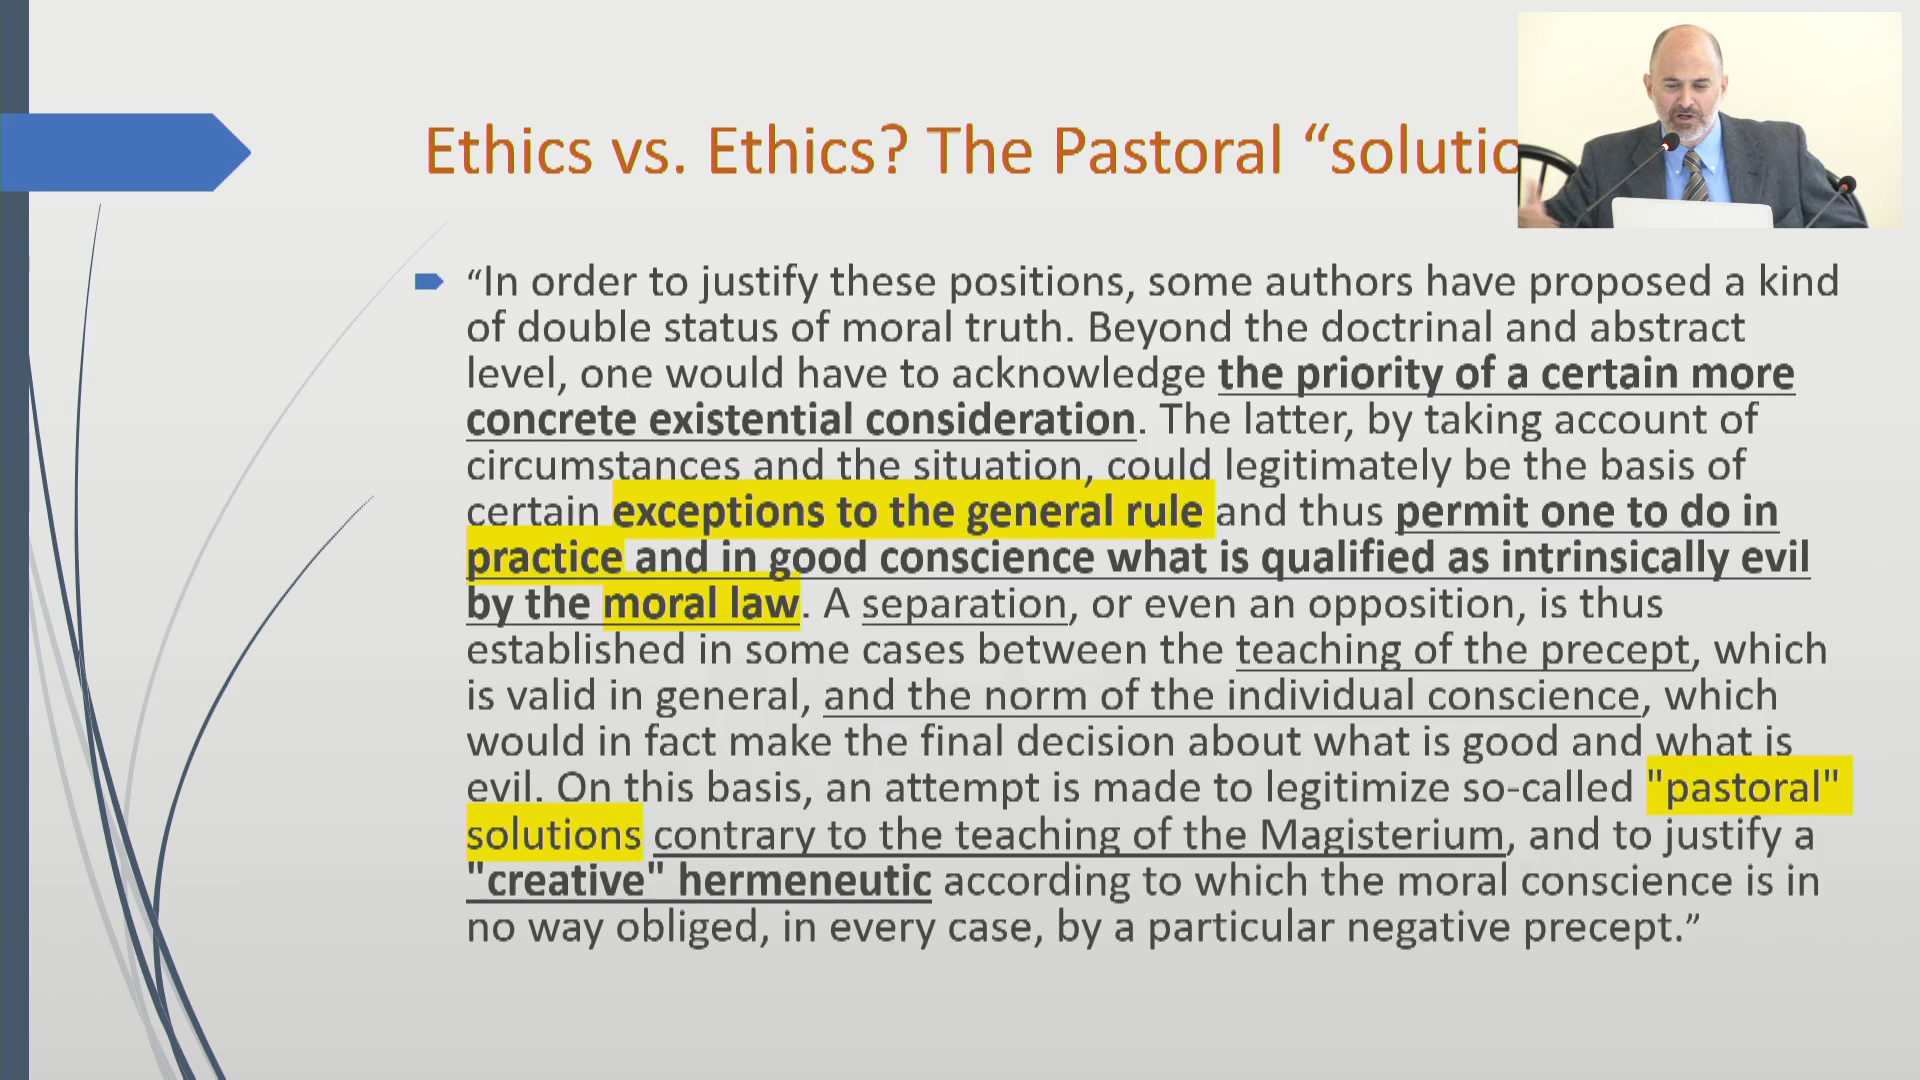 Ethics vs. Ethics? The Pastoral “solutio
“In order to justify these positions, some authors have proposed a kind
of double status of moral truth. Beyond the doctrinal and abstract
level, one would have to acknowledge the priority of a certain more
concrete existential consideration. The latter, by taking account of
circumstances and the situation, could legitimately be the basis of
certain exceptions to the general rule and thus permit one to do in
practice and in good conscience what is qualified as intrinsically evil
by the moral law. A separation, or even an opposition, is thus
established in some cases between the teaching of the precept, which
is valid in general, and the norm of the individual conscience, which
would in fact make the final decision about what is good and what is
evil. On this basis, an attempt is made to legitimize so-called "pastoral"
solutions contrary to the teaching of the Magisterium, and to justify a
"creative" hermeneutic according to which the moral conscience is in
no way obliged, in every case, by a particular negative precept.”